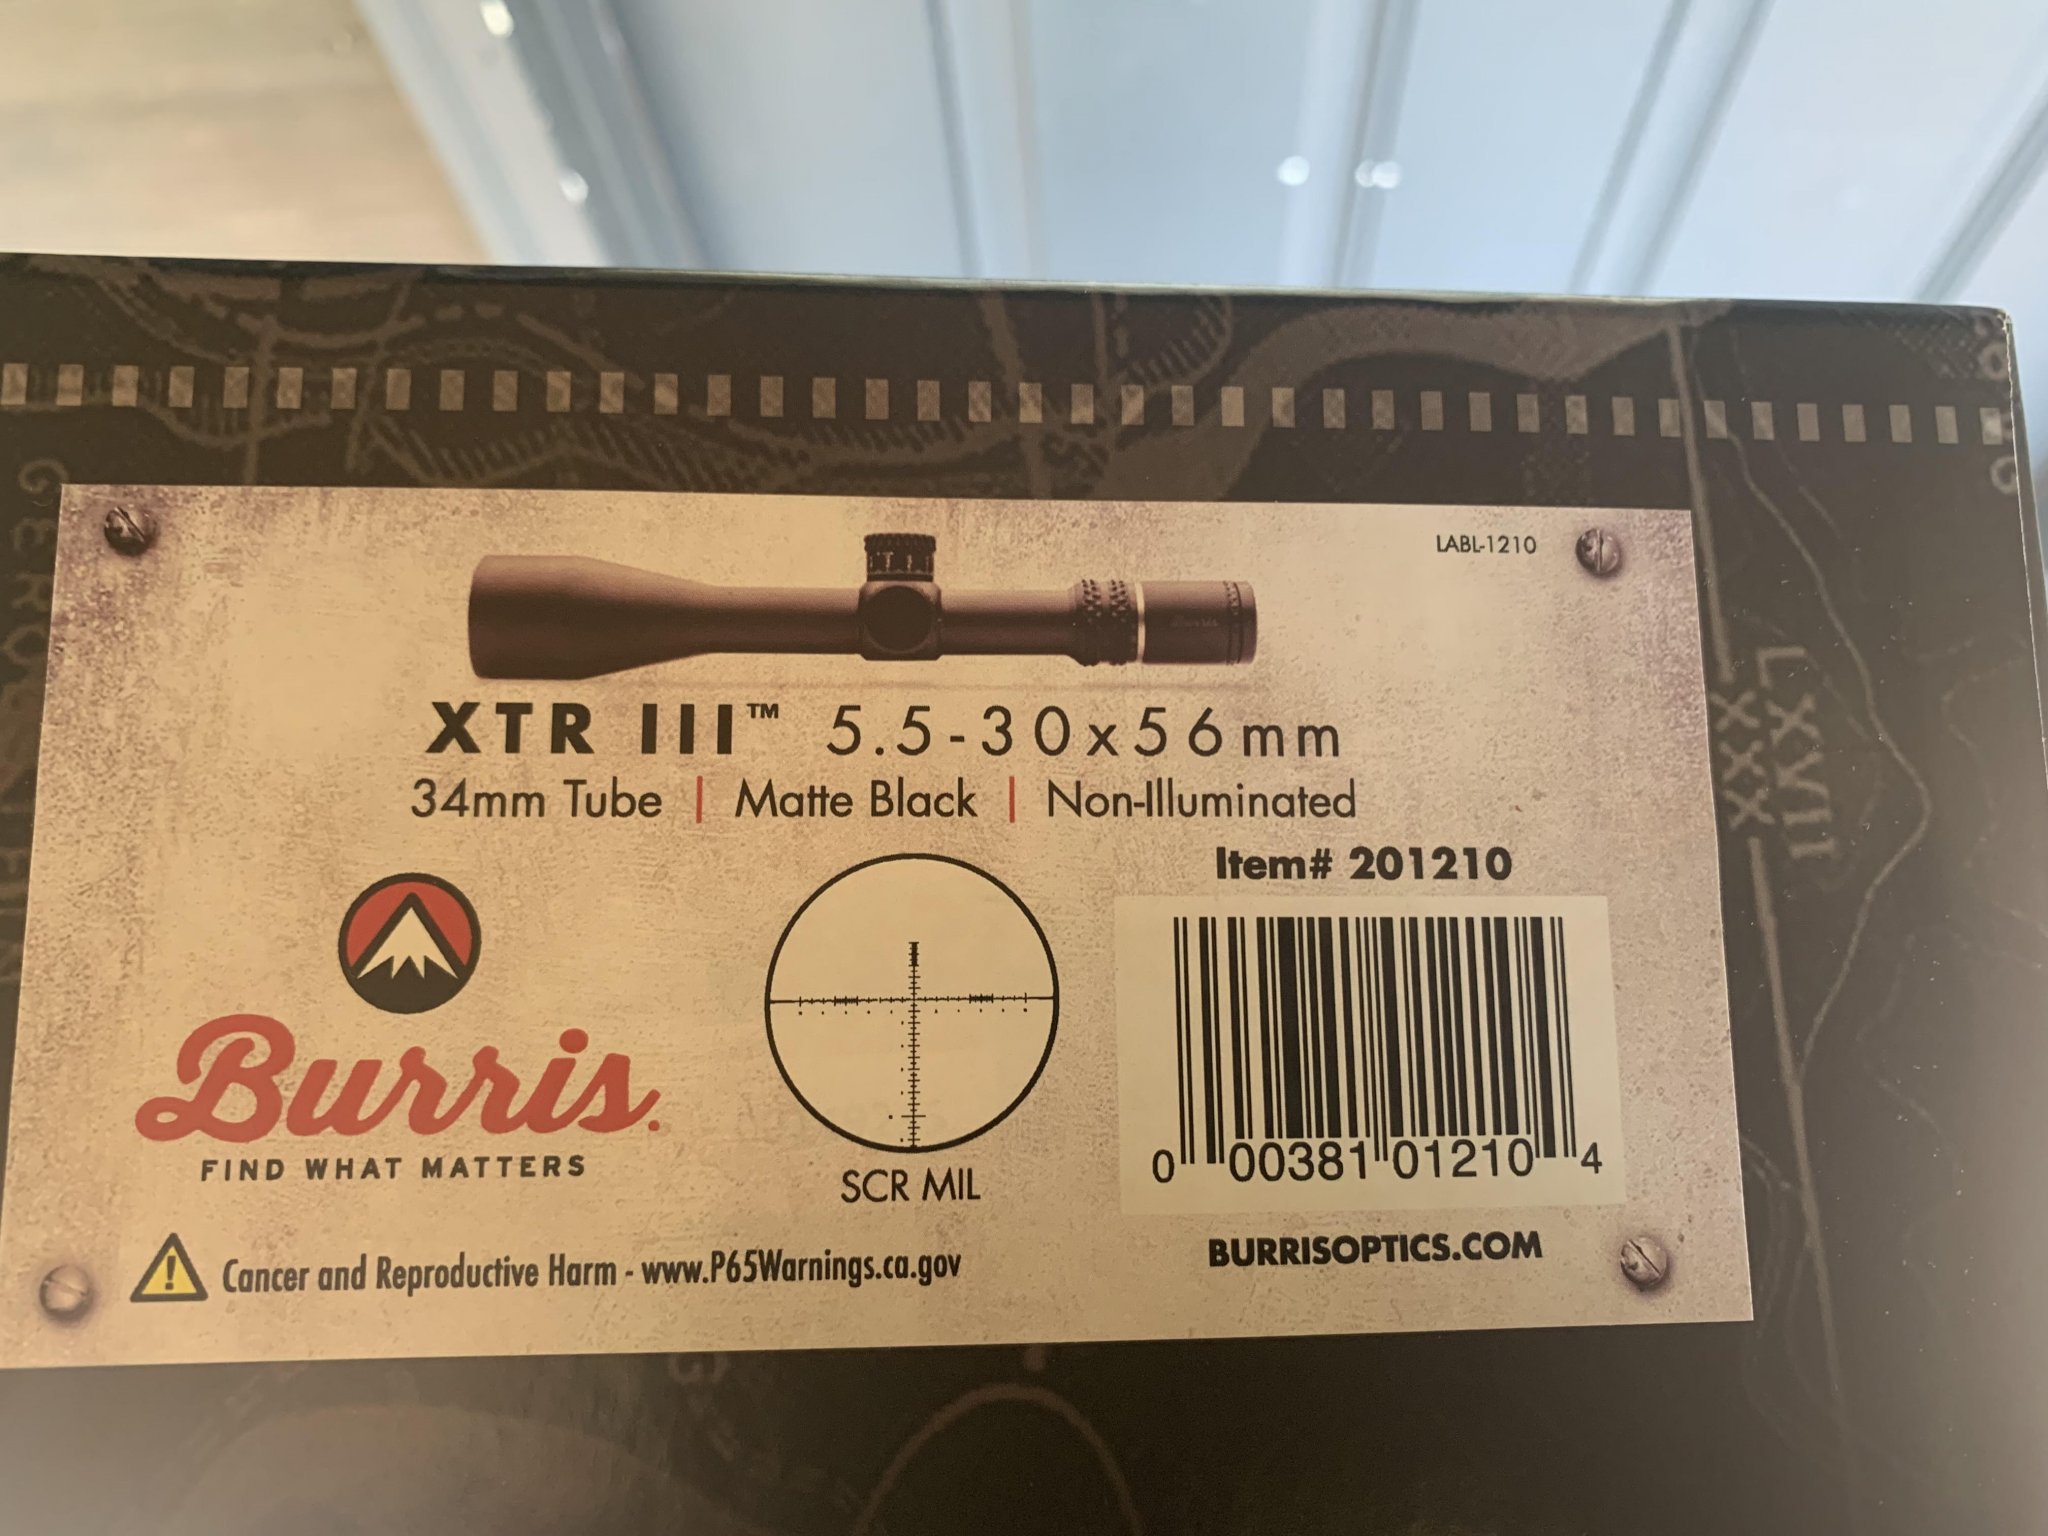 LABL-1210
XTR III™ 5.5-30x56mm
34mm Tube | Matte Black | Non-Illuminated
Item# 201210
Burris.
FIND WHAT MATTERS
SCR MIL
0 00381 01210 4
BURRISOPTICS.COM
Cancer and Reproductive Harm - www.P65Warnings.ca.gov
LXVII
XXX